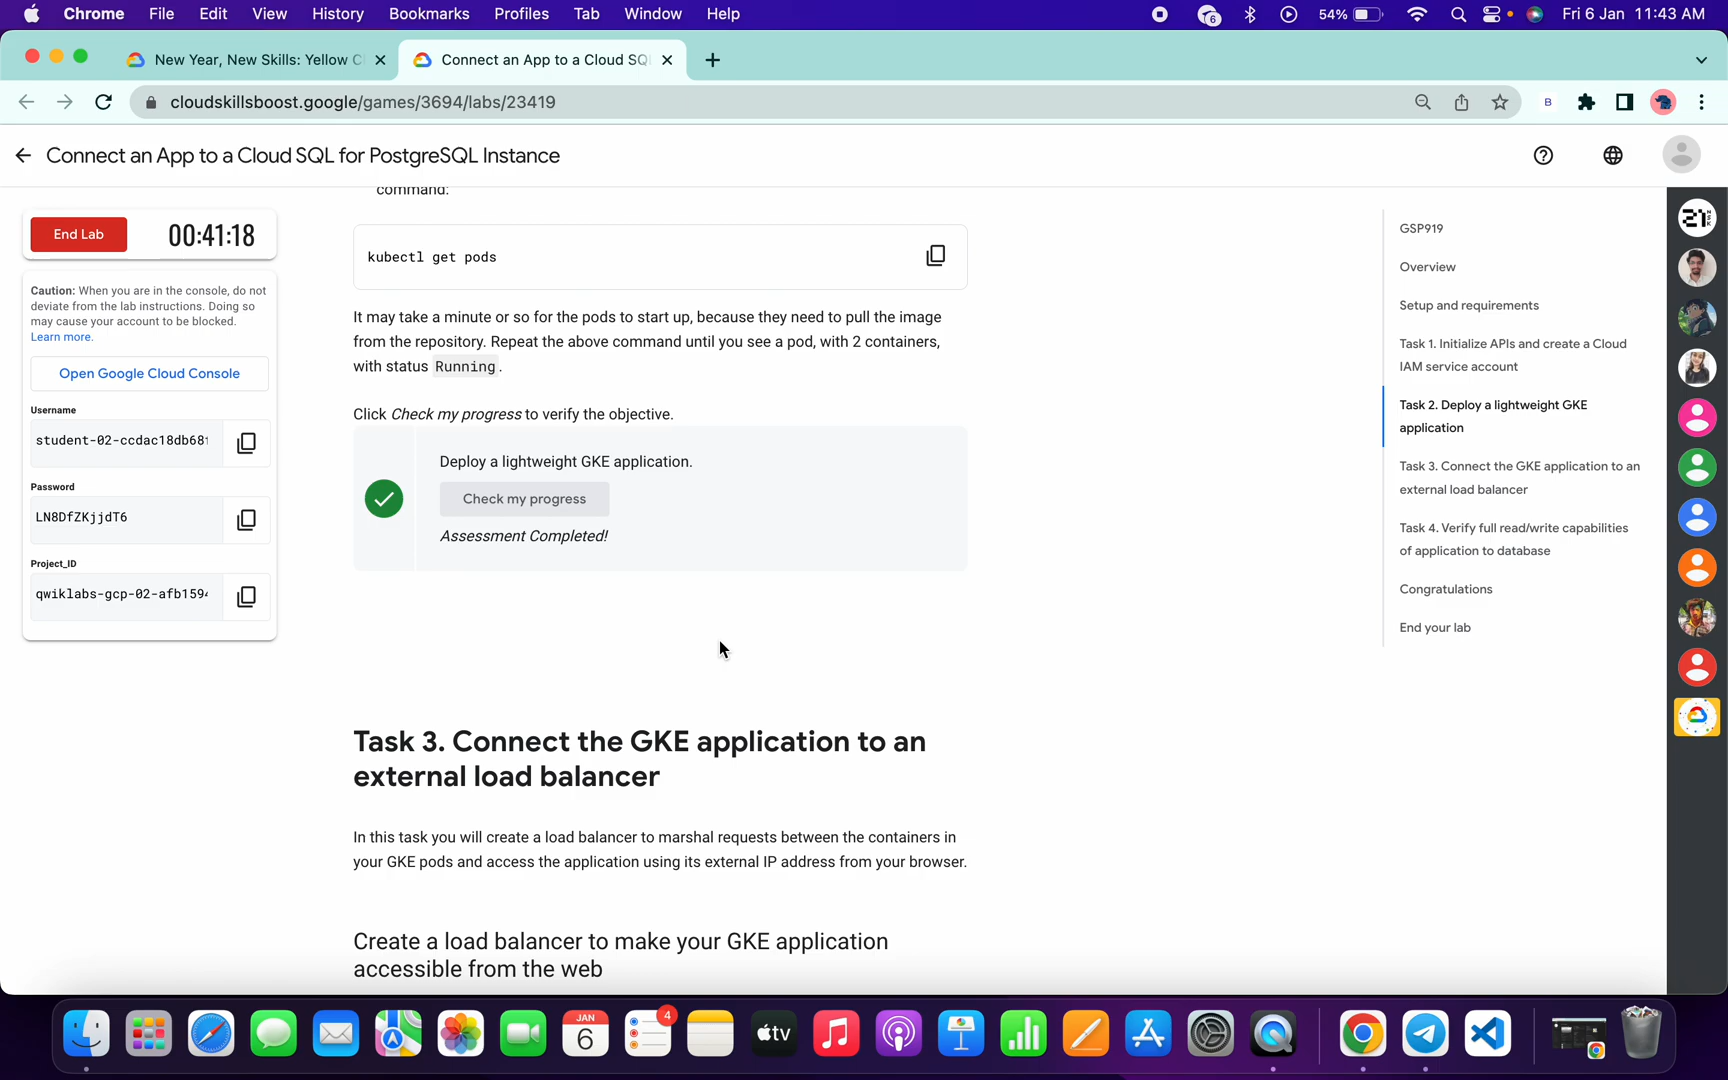 Chrome File Edit View History Bookmarks Profiles Tab Window Help 6 54% Fri 6 Jan 11:43 AM
New Year, New Skills: Yellow C
Connect an App to a Cloud SQ
cloudskillsboost.google/games/3694/labs/23419
B
Connect an App to a Cloud SQL for PostgreSQL Instance
End Lab 00:41:18
Caution: When you are in the console, do not
deviate from the lab instructions. Doing so
may cause your account to be blocked.
Learn more.
Open Google Cloud Console
Username
student-02-ccdac18db68
Password
LN8DfZKjjdT6
Project_ID
qwiklabs-gcp-02-afb1594
command:
kubectl get pods
It may take a minute or so for the pods to start up, because they need to pull the image
from the repository. Repeat the above command until you see a pod, with 2 containers,
with status Running.
Click Check my progress to verify the objective.
Deploy a lightweight GKE application.
Check my progress
Assessment Completed!
Task 3. Connect the GKE application to an
external load balancer
In this task you will create a load balancer to marshal requests between the containers in
your GKE pods and access the application using its external IP address from your browser.
Create a load balancer to make your GKE application
accessible from the web
GSP919
Overview
Setup and requirements
Task 1. Initialize APIs and create a Cloud
IAM service account
Task 2. Deploy a lightweight GKE
application
Task 3. Connect the GKE application to an
external load balancer
Task 4. Verify full read/write capabilities
of application to database
Congratulations
End your lab
JAN
6
4
tv